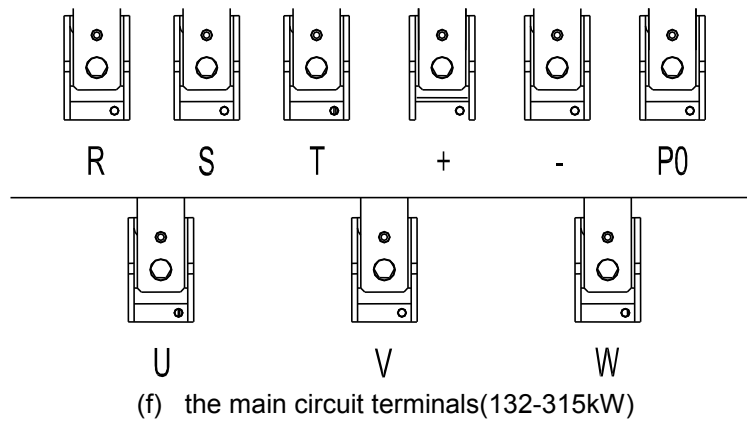 R S T + - P0
U V W
(f) the main circuit terminals(132-315kW)